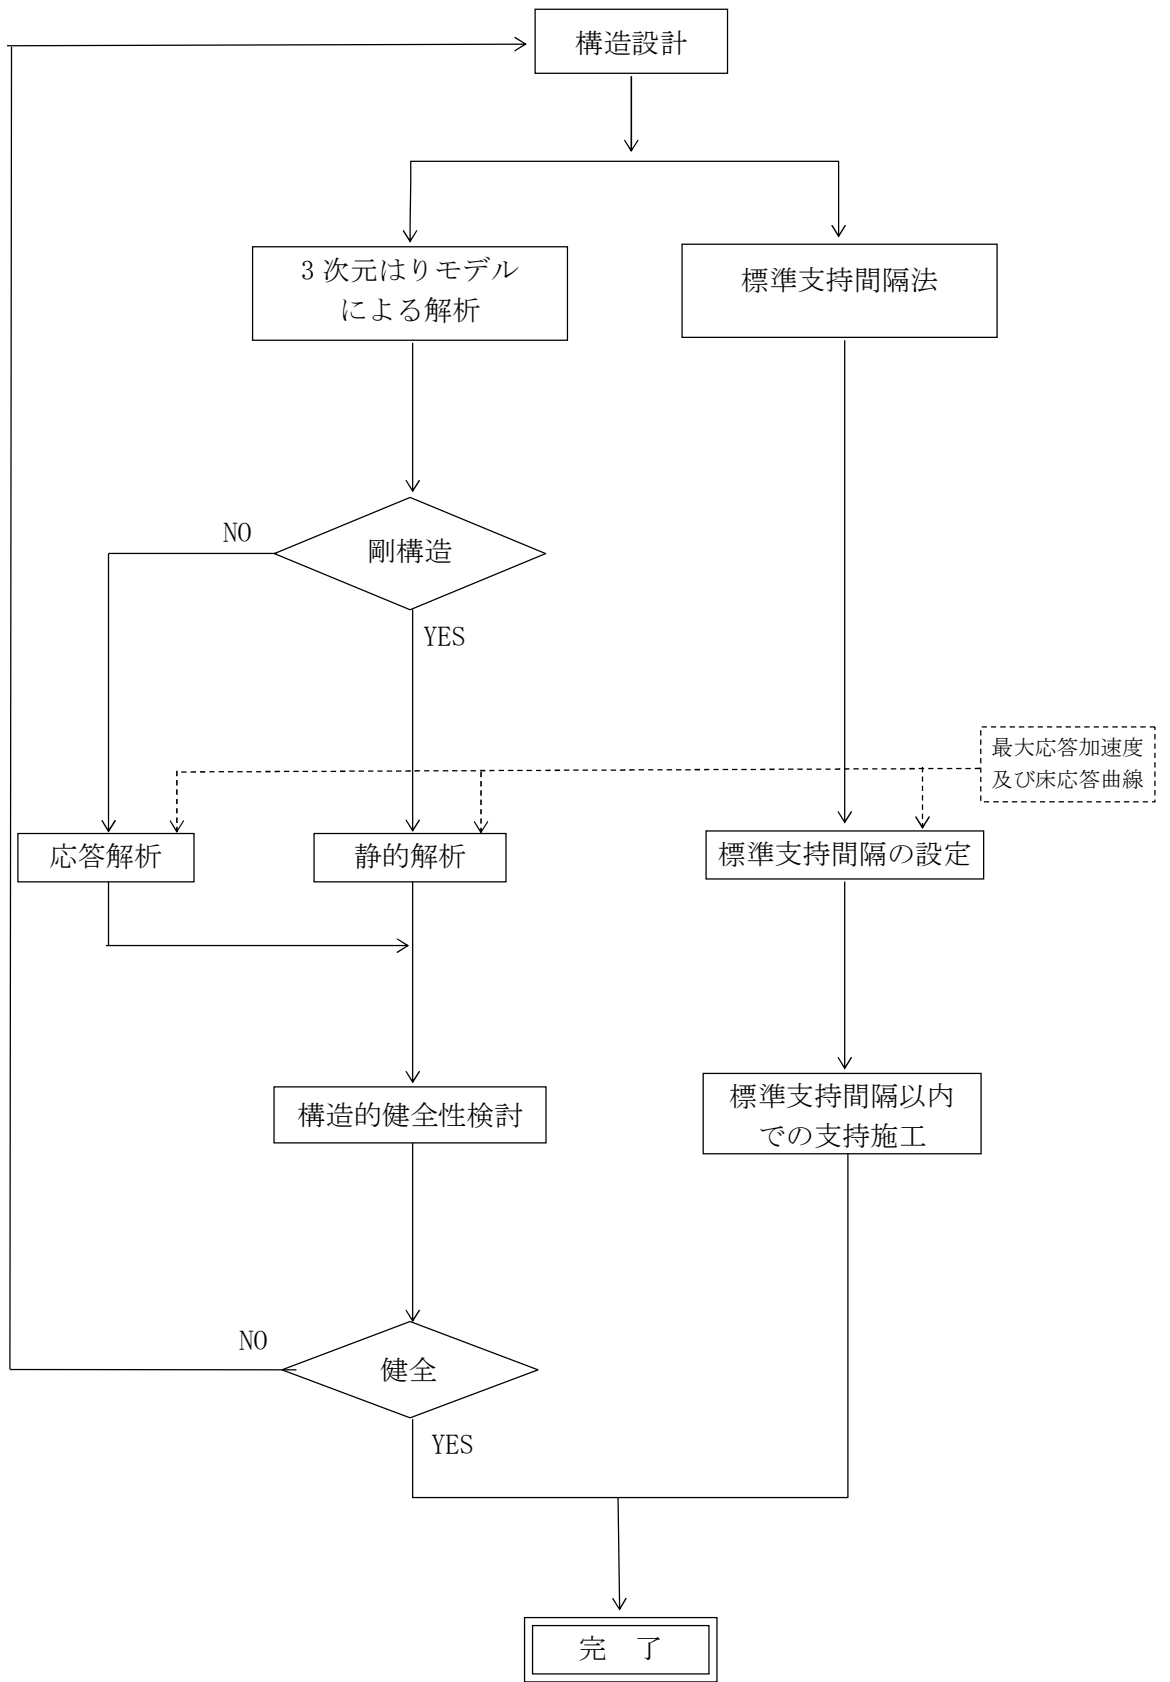 構造設計
3次元はりモデル
による解析
標準支持間隔法
NO
剛構造
YES
最大応答加速度
及び床応答曲線
応答解析
静的解析
標準支持間隔の設定
構造的健全性検討
標準支持間隔以内
での支持施工
NO
健全
YES
完 了